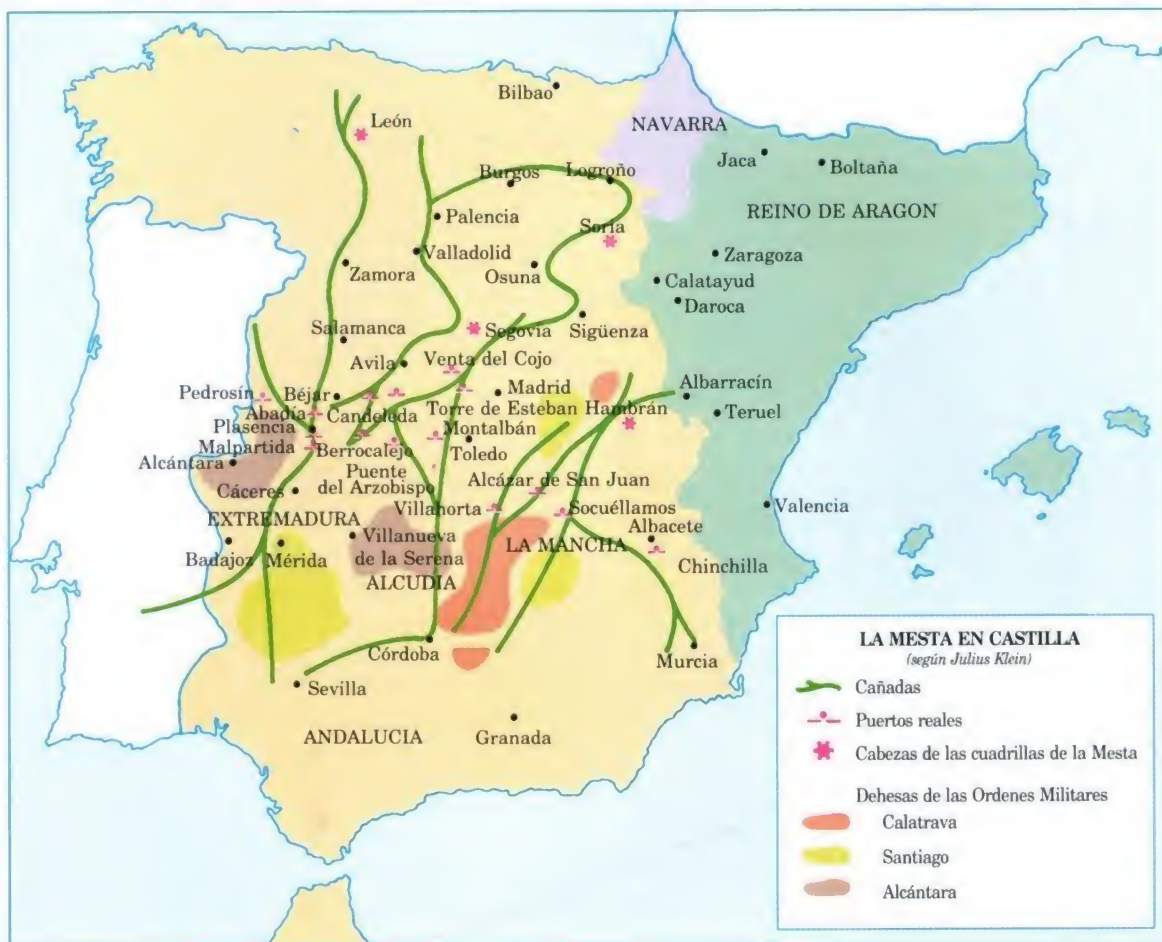 Bilbao
León
NAVARRA
Jaca
Boltaña
Burgos
Logroño
Palencia
REINO DE ARAGON
Soria
Valladolid
Zaragoza
Zamora
Osuna
Calatayud
Daroca
Salamanca
Segovia
Sigüenza
Avila
Venta del Cojo
Pedrosín
Béjar
Madrid
Albarracín
Abadía
Candeleda
Torre de Esteban Hambrán
Teruel
Plasencia
Montalbán
Malpartida
Berrocalejo
Toledo
Alcántara
Puente
del Arzobispo
Alcázar de San Juan
Cáceres
Villahorta
Socuéllamos
Valencia
EXTREMADURA
Albacete
Badajoz
Mérida
Villanueva
de la Serena
LA MANCHA
Chinchilla
ALCUDIA
Córdoba
Murcia
Sevilla
ANDALUCIA
Granada
LA MESTA EN CASTILLA
(según Julius Klein)
Cañadas
Puertos reales
Cabezas de las cuadrillas de la Mesta
Dehesas de las Ordenes Militares
Calatrava
Santiago
Alcántara